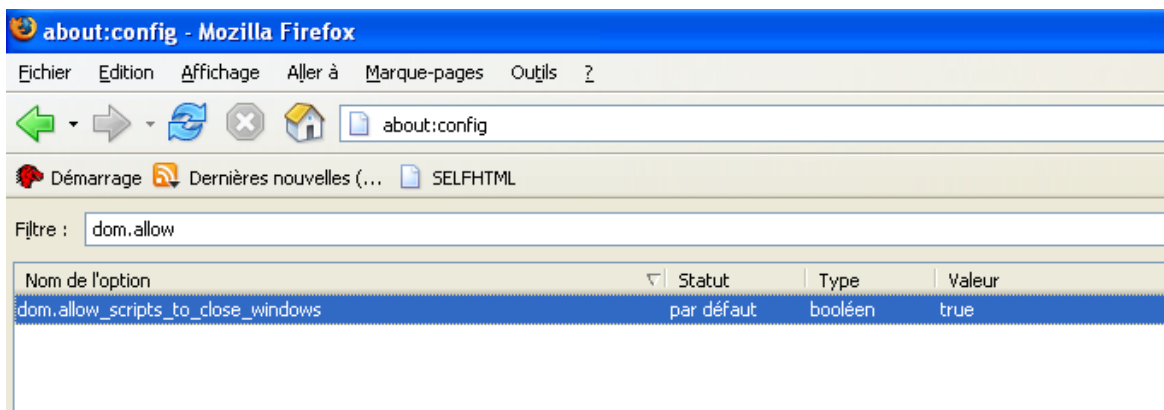 about:config - Mozilla Firefox
Fichier Edition Affichage Aller à Marque-pages Outils ?
about:config
Démarrage Dernières nouvelles (... SELFHTML
Filtre : dom.allow
Nom de l'option Statut Type Valeur
dom.allow_scripts_to_close_windows par défaut booléen true